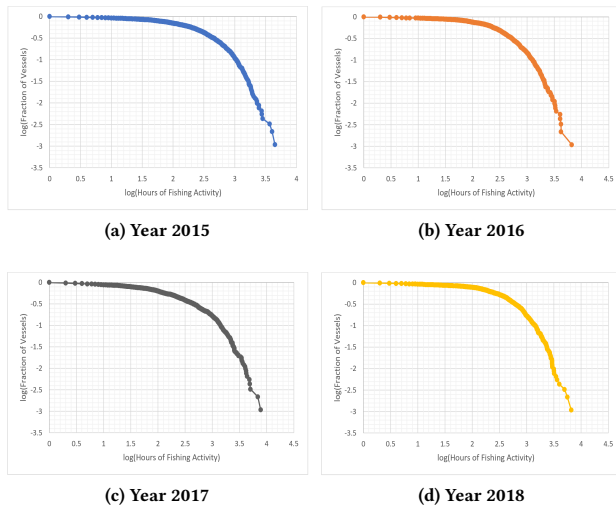 0
-0.5
-1
-1.5
-2
-2.5
-3
-3.5
log(Fraction of Vessels)
0 0.5 1 1.5 2 2.5 3 3.5 4
log(Hours of Fishing Activity)
(a) Year 2015
0
-0.5
-1
-1.5
-2
-2.5
-3
-3.5
log(Fraction of Vessels)
0 0.5 1 1.5 2 2.5 3 3.5 4 4.5
log(Hours of Fishing Activity)
(b) Year 2016
0
-0.5
-1
-1.5
-2
-2.5
-3
-3.5
log(Fraction of Vessels)
0 0.5 1 1.5 2 2.5 3 3.5 4 4.5
log(Hours of Fishing Activity)
(c) Year 2017
0
-0.5
-1
-1.5
-2
-2.5
-3
-3.5
log(Fraction of Vessels)
0 0.5 1 1.5 2 2.5 3 3.5 4 4.5
log(Hours of Fishing Activity)
(d) Year 2018